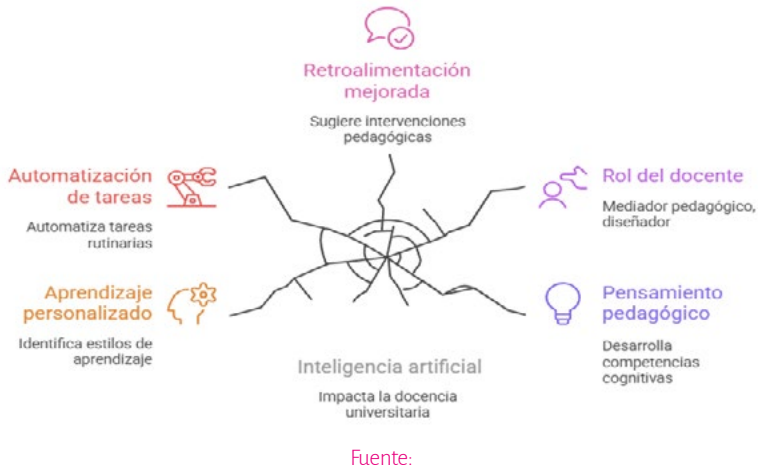 Retroalimentación
mejorada
Sugiere intervenciones
pedagógicas
Automatización
de tareas
Automatiza tareas
rutinarias
Rol del docente
Mediador pedagógico,
diseñador
Aprendizaje
personalizado
Identifica estilos de
aprendizaje
Pensamiento
pedagógico
Desarrolla
competencias
cognitivas
Inteligencia artificial
Impacta la docencia
universitaria
Fuente: